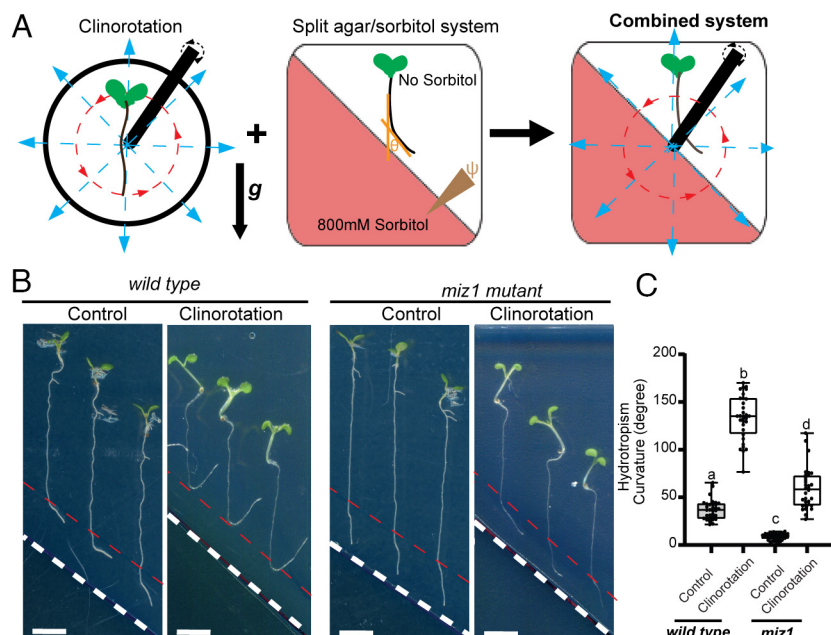 A
Clinorotation
Split agar/sorbitol system
Combined system
No Sorbitol
+
θ
ψ
g
800mM Sorbitol
B
wild type
miz1 mutant
Control
Clinorotation
Control
Clinorotation
C
Hydrotropism
Curvature (degree)
200
150
100
50
0
a
b
c
d
Control
Clinorotation
Control
Clinorotation
wild type
miz1